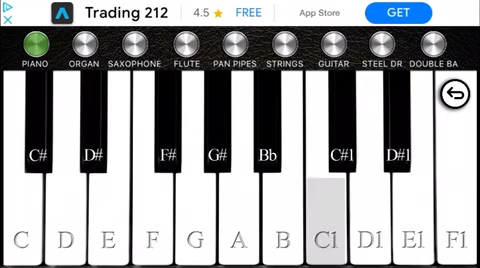 Trading 212 4.5 ★ FREE App Store GET
PIANO ORGAN SAXOPHONE FLUTE PAN PIPES STRINGS GUITAR STEEL DR DOUBLE BA
C# D# F# G# Bb C#1 D#1
C D E F G A B C1 D1 E1 F1